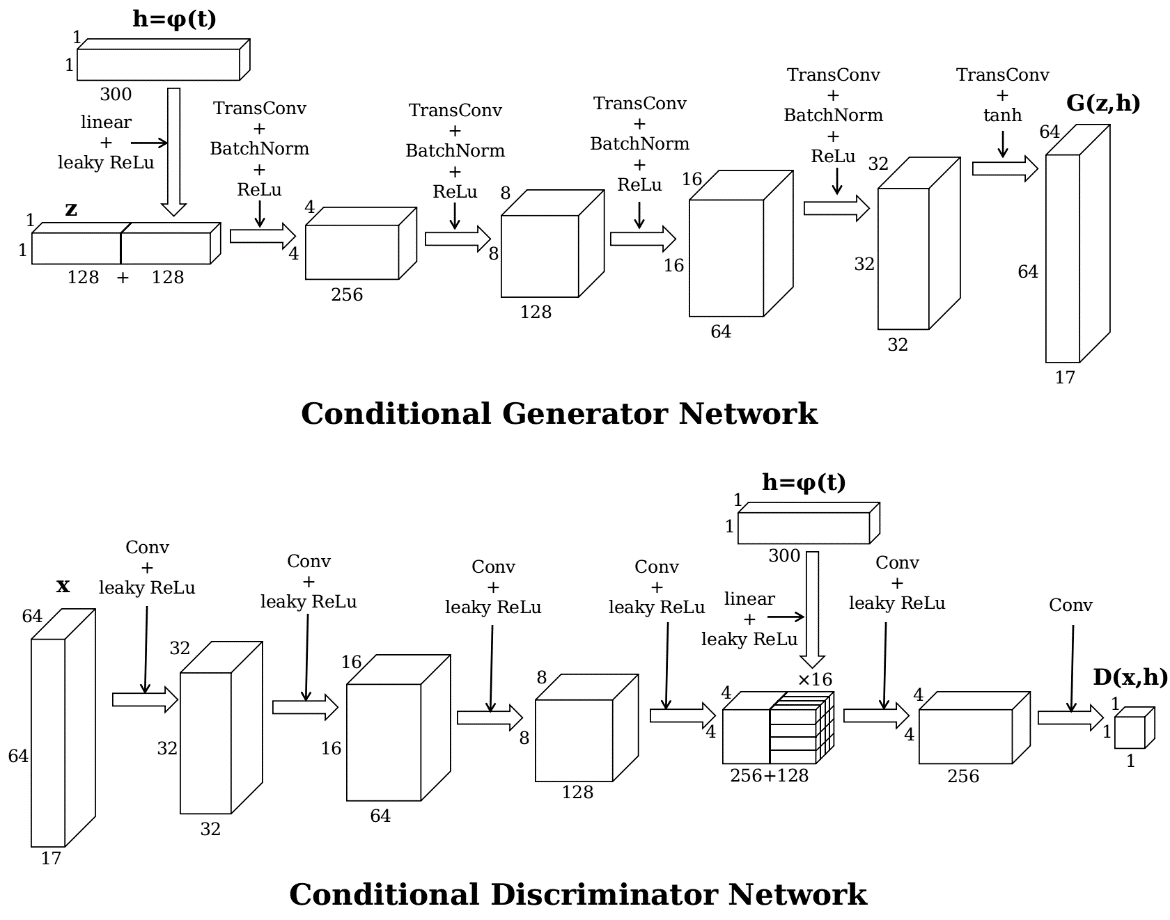 h=φ(t)
1
1
300
linear
+
leaky ReLu
z
1
1
128 + 128
TransConv
+
BatchNorm
+
ReLu
4
4
256
TransConv
+
BatchNorm
+
ReLu
8
8
128
TransConv
+
BatchNorm
+
ReLu
16
16
64
TransConv
+
BatchNorm
+
ReLu
32
32
32
TransConv
+
tanh
G(z,h)
64
64
17
Conditional Generator Network
x
64
64
17
Conv
+
leaky ReLu
32
32
32
Conv
+
leaky ReLu
16
16
64
Conv
+
leaky ReLu
8
8
128
Conv
+
leaky ReLu
h=φ(t)
1
1
300
linear
+
leaky ReLu
×16
4
4
256+128
Conv
+
leaky ReLu
4
4
256
Conv
D(x,h)
1
1
1
Conditional Discriminator Network